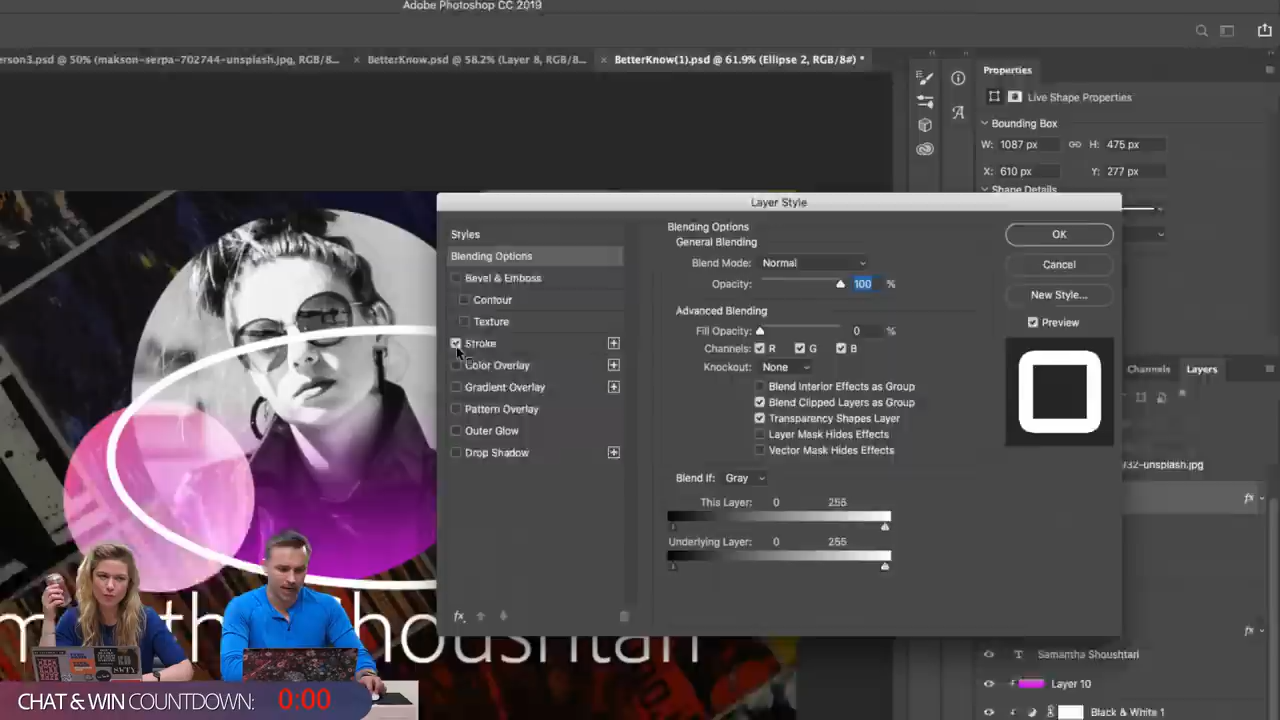 Adobe Photoshop CC 2019
erson3.psd @ 50% (makson-serpa-702744-unsplash.jpg, RGB/8...
BetterKnow.psd @ 58.2% (Layer 8, RGB/8...
BetterKnow(1).psd @ 61.9% (Ellipse 2, RGB/8#) *
Properties
Live Shape Properties
Bounding Box
W: 1087 px H: 475 px
X: 610 px Y: 277 px
Shape Details
Layer Style
Styles
Blending Options
Bevel & Emboss
Contour
Texture
Stroke
Color Overlay
Gradient Overlay
Pattern Overlay
Outer Glow
Drop Shadow
fx
Blending Options
General Blending
Blend Mode: Normal
Opacity: 100 %
Advanced Blending
Fill Opacity: 0 %
Channels: R G B
Knockout: None
Blend Interior Effects as Group
Blend Clipped Layers as Group
Transparency Shapes Layer
Layer Mask Hides Effects
Vector Mask Hides Effects
Blend If: Gray
This Layer: 0 255
Underlying Layer: 0 255
OK
Cancel
New Style...
Preview
Channels Layers
32-unsplash.jpg
fx
fx
T Samantha Shoushtari
Layer 10
Black & White 1
houshtari
SWTY
CHAT & WIN COUNTDOWN: 0:00